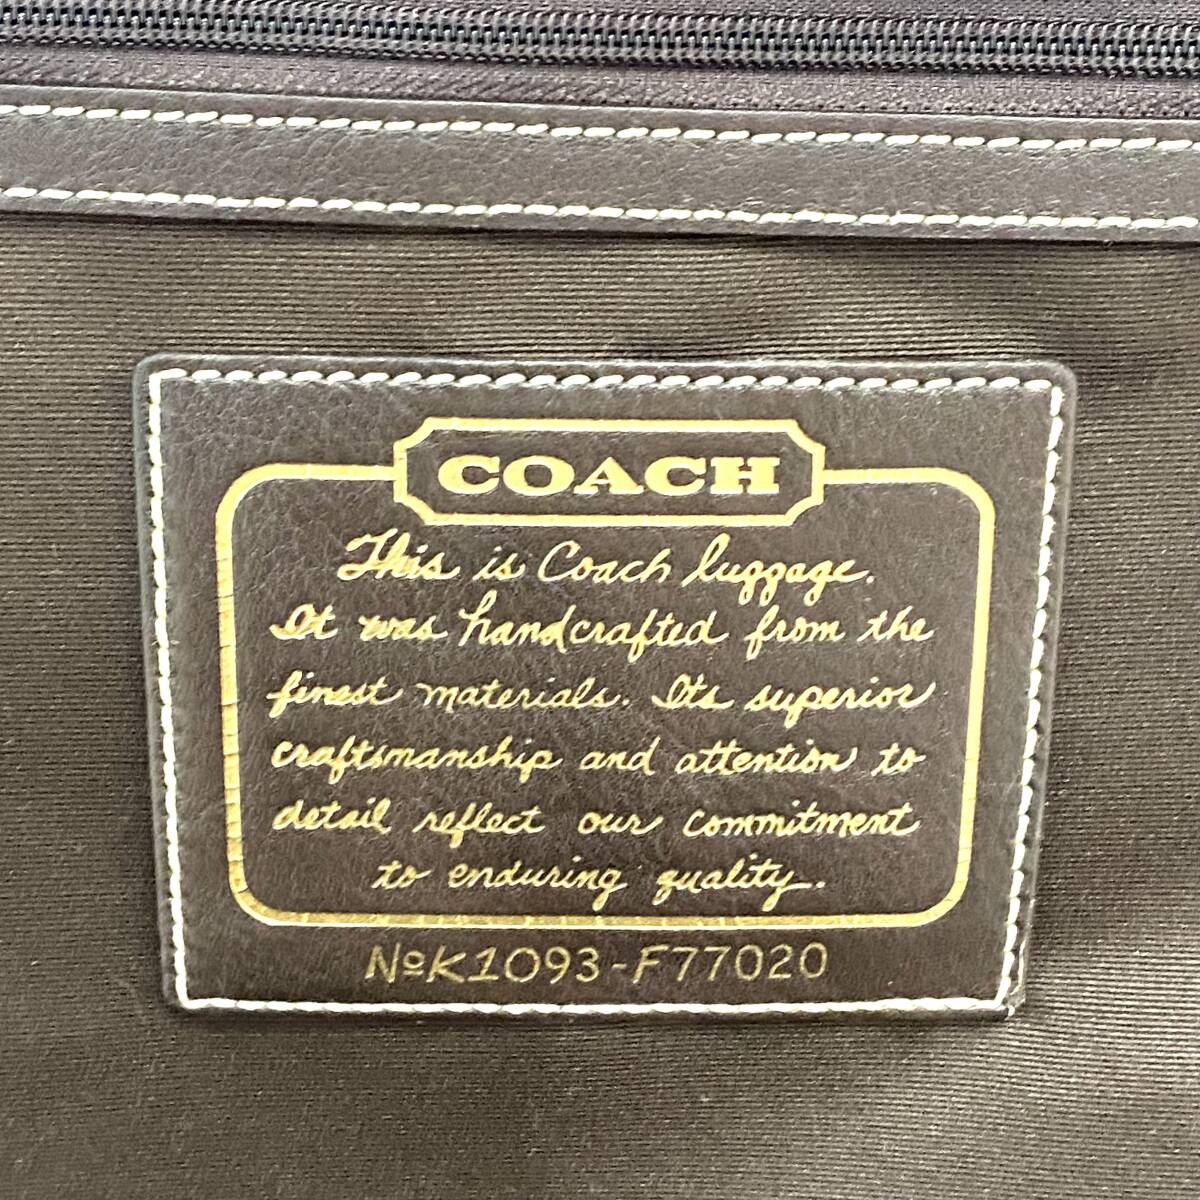 COACH
This is Coach luggage.
It was handcrafted from the
finest materials. Its superior
craftsmanship and attention to
detail reflect our commitment
to enduring quality.
NºK1093-F77020